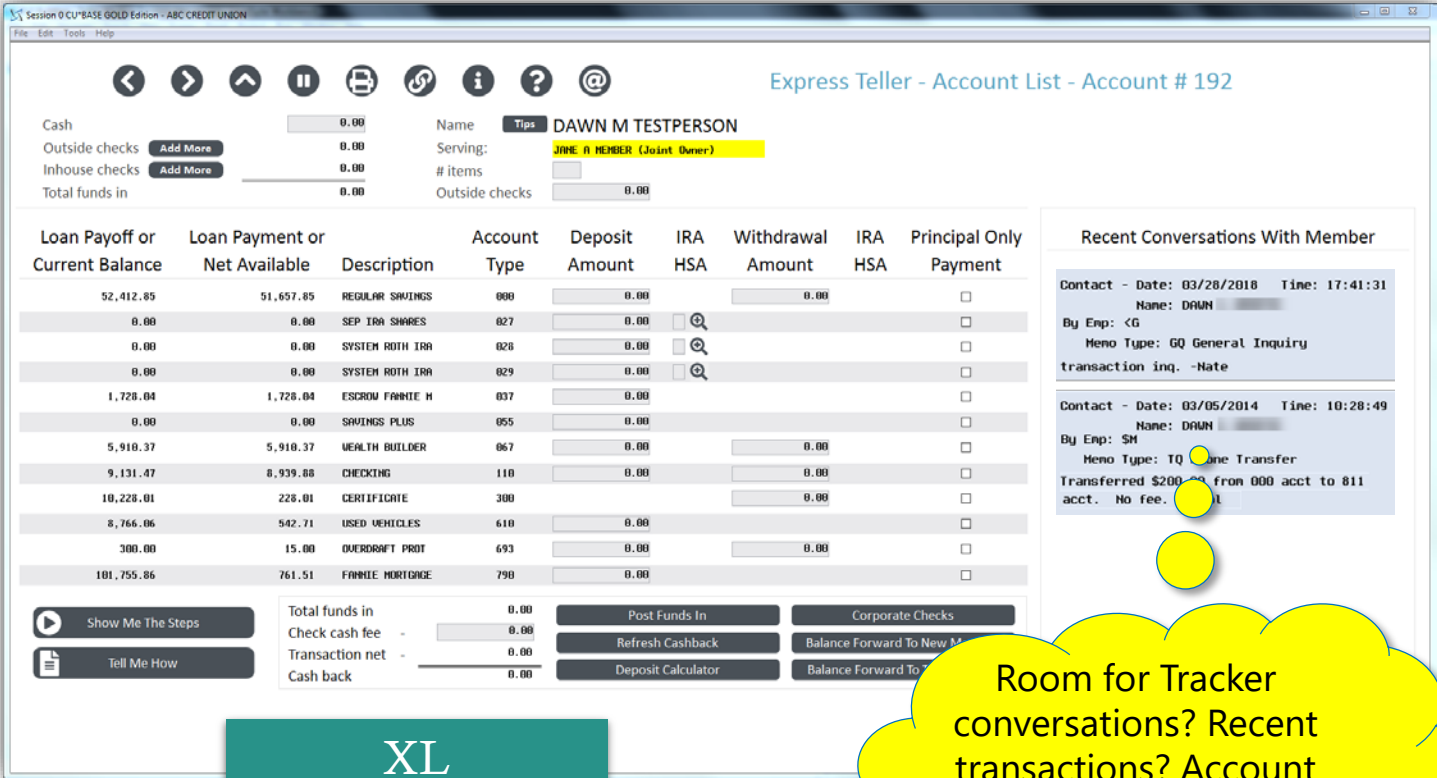 Session 0 CU*BASE GOLD Edition - ABC CREDIT UNION
File Edit Tools Help
Express Teller - Account List - Account # 192
Cash 0.00 Name Tips DAWN M TESTPERSON
Outside checks Add More 0.00 Serving: JANE A MEMBER (Joint Owner)
Inhouse checks Add More 0.00 # items
Total funds in 0.00 Outside checks 0.00
Loan Payoff or Loan Payment or Account Deposit IRA Withdrawal IRA Principal Only
Current Balance Net Available Description Type Amount HSA Amount HSA Payment
52,412.85 51,657.85 REGULAR SAVINGS 000 0.00 0.00
0.00 0.00 SEP IRA SHARES 027 0.00
0.00 0.00 SYSTEM ROTH IRA 028 0.00
0.00 0.00 SYSTEM ROTH IRA 029 0.00
1,728.04 1,728.04 ESCROW FANNIE M 037 0.00
0.00 0.00 SAVINGS PLUS 055 0.00
5,910.37 5,910.37 WEALTH BUILDER 067 0.00 0.00
9,131.47 8,939.88 CHECKING 110 0.00 0.00
10,228.01 228.01 CERTIFICATE 300 0.00
8,766.06 542.71 USED VEHICLES 610 0.00
300.00 15.00 OVERDRAFT PROT 693 0.00 0.00
101,755.86 761.51 FANNIE MORTGAGE 790 0.00
Recent Conversations With Member
Contact - Date: 03/28/2018 Time: 17:41:31
Name: DAWN
By Emp: <G
Memo Type: GQ General Inquiry
transaction inq. -Nate
Contact - Date: 03/05/2014 Time: 10:28:49
Name: DAWN
By Emp: $M
Memo Type: TQ Transfer
Transferred from 000 acct to 811
acct. No fee.
Show Me The Steps
Tell Me How
Total funds in 0.00
Check cash fee - 0.00
Transaction net - 0.00
Cash back 0.00
Post Funds In Corporate Checks
Refresh Cashback Balance Forward To New
Deposit Calculator Balance Forward To
XL
Room for Tracker
conversations? Recent
transactions? Account